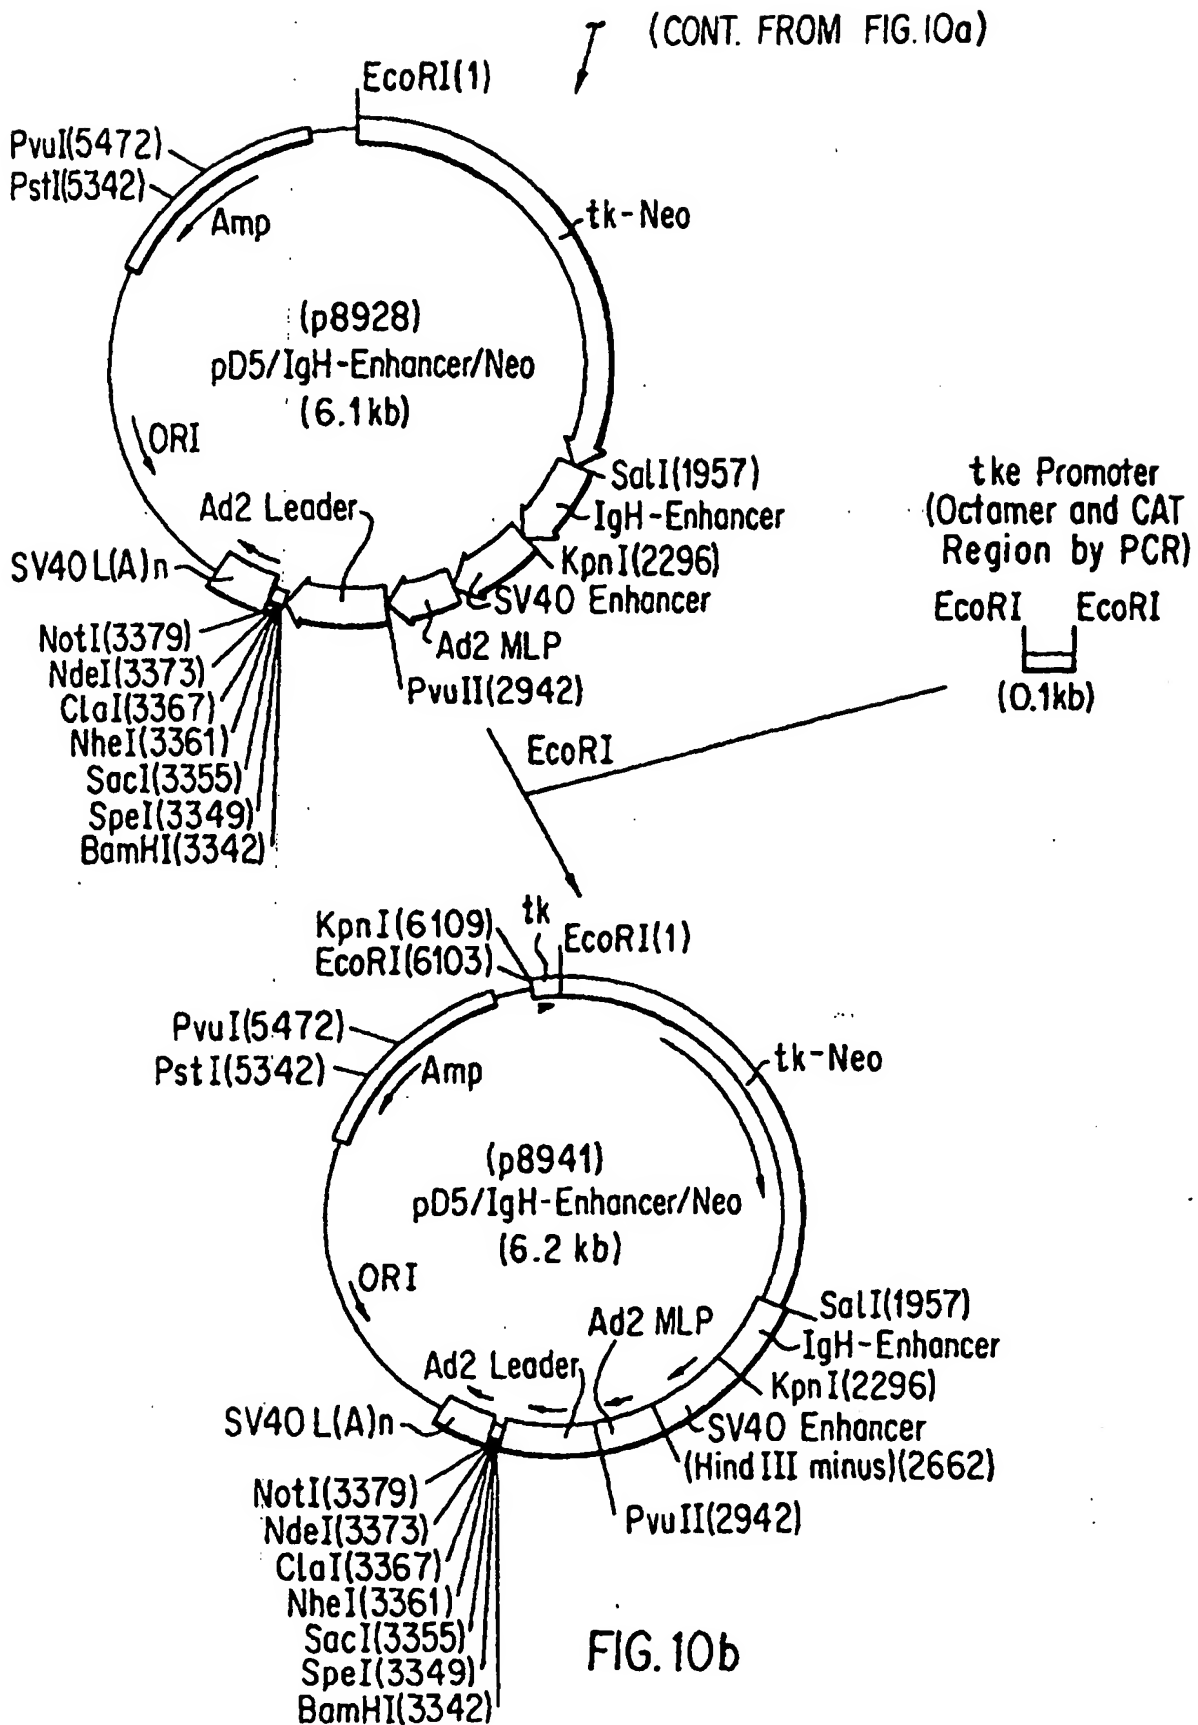 (CONT. FROM FIG.10a)
EcoRI(1)
PvuI(5472)
PstI(5342)
Amp
tk-Neo
(p8928)
pD5/IgH-Enhancer/Neo
(6.1kb)
ORI
SalI(1957)
IgH-Enhancer
KpnI(2296)
SV40 Enhancer
Ad2 Leader
SV40 L(A)n
Ad2 MLP
PvuII(2942)
NotI(3379)
NdeI(3373)
ClaI(3367)
NheI(3361)
SacI(3355)
SpeI(3349)
BamHI(3342)
tke Promoter
(Octamer and CAT
Region by PCR)
EcoRI EcoRI
(0.1kb)
EcoRI
KpnI(6109)
EcoRI(6103)
tk
EcoRI(1)
PvuI(5472)
PstI(5342)
Amp
tk-Neo
(p8941)
pD5/IgH-Enhancer/Neo
(6.2 kb)
ORI
SalI(1957)
IgH-Enhancer
KpnI(2296)
SV40 Enhancer
(Hind III minus)(2662)
Ad2 MLP
Ad2 Leader
SV40 L(A)n
PvuII(2942)
NotI(3379)
NdeI(3373)
ClaI(3367)
NheI(3361)
SacI(3355)
SpeI(3349)
BamHI(3342)
FIG. 10b